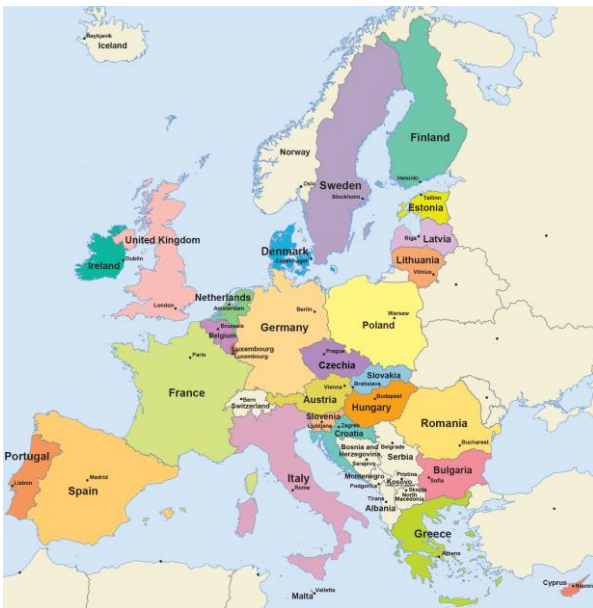 Reykjavik
Iceland
Finland
Norway
Helsinki
Oslo
Sweden
Stockholm
Tallinn
Estonia
Riga
Latvia
United Kingdom
Denmark
Copenhagen
Lithuania
Vilnius
Ireland
Dublin
Netherlands
Amsterdam
London
Berlin
Germany
Warsaw
Poland
Brussels
Belgium
Luxembourg
Luxembourg
Prague
Czechia
Paris
Slovakia
Bratislava
Vienna
Austria
Budapest
Hungary
France
Bern
Switzerland
Slovenia
Ljubljana
Zagreb
Croatia
Romania
Bucharest
Bosnia and
Herzegovina
Sarajevo
Belgrade
Serbia
Portugal
Lisbon
Madrid
Spain
Italy
Rome
Montenegro
Podgorica
Pristina
Kosovo
Bulgaria
Sofia
Skopje
North
Macedonia
Tirana
Albania
Greece
Athens
Valletta
Malta
Cyprus
Nicosia